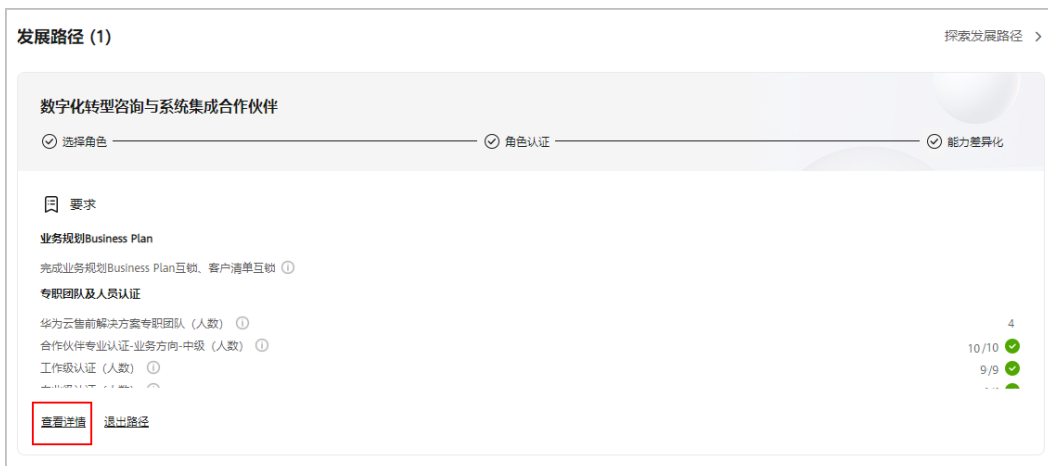 发展路径 (1)
探索发展路径 >
数字化转型咨询与系统集成合作伙伴
选择角色
角色认证
能力差异化
要求
业务规划Business Plan
完成业务规划Business Plan互锁、客户清单互锁
专职团队及人员认证
华为云售前解决方案专职团队（人数） 4
合作伙伴专业认证-业务方向-中级（人数） 10/10
工作级认证（人数） 9/9
查看详情 退出路径